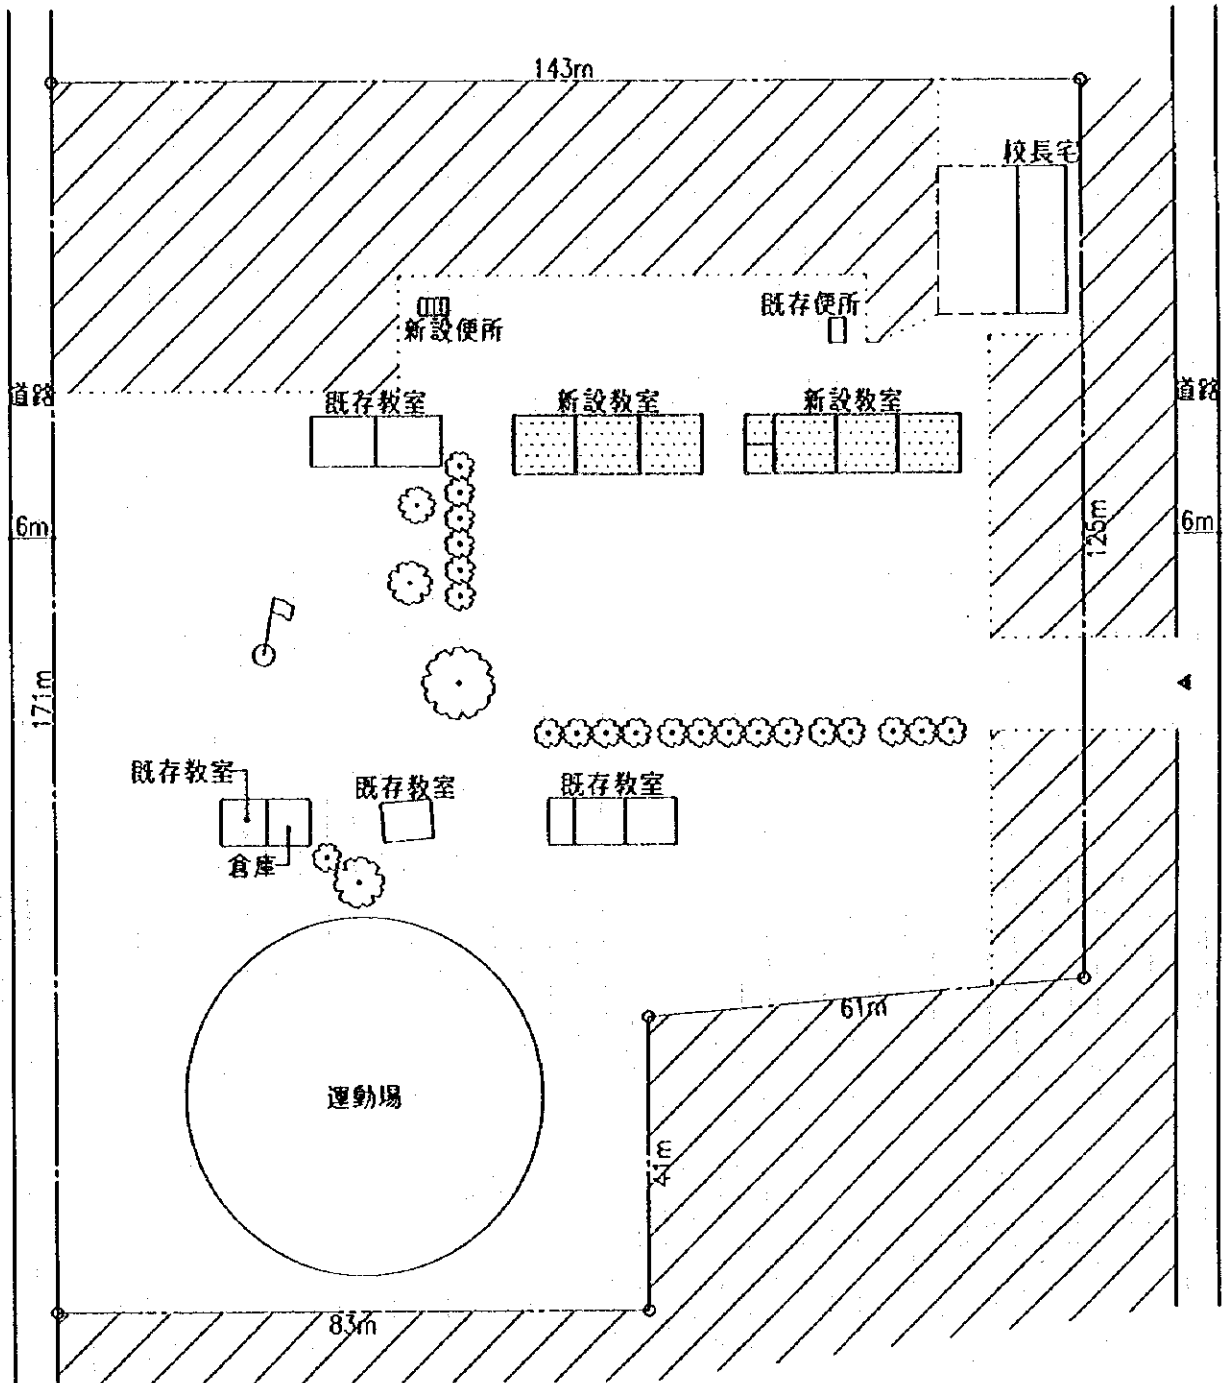 143m
校長宅
既存便所
新設便所
道路
道路
既存教室
新設教室
新設教室
6m
125m
6m
171m
既存教室
既存教室
既存教室
倉庫
61m
運動場
41m
83m